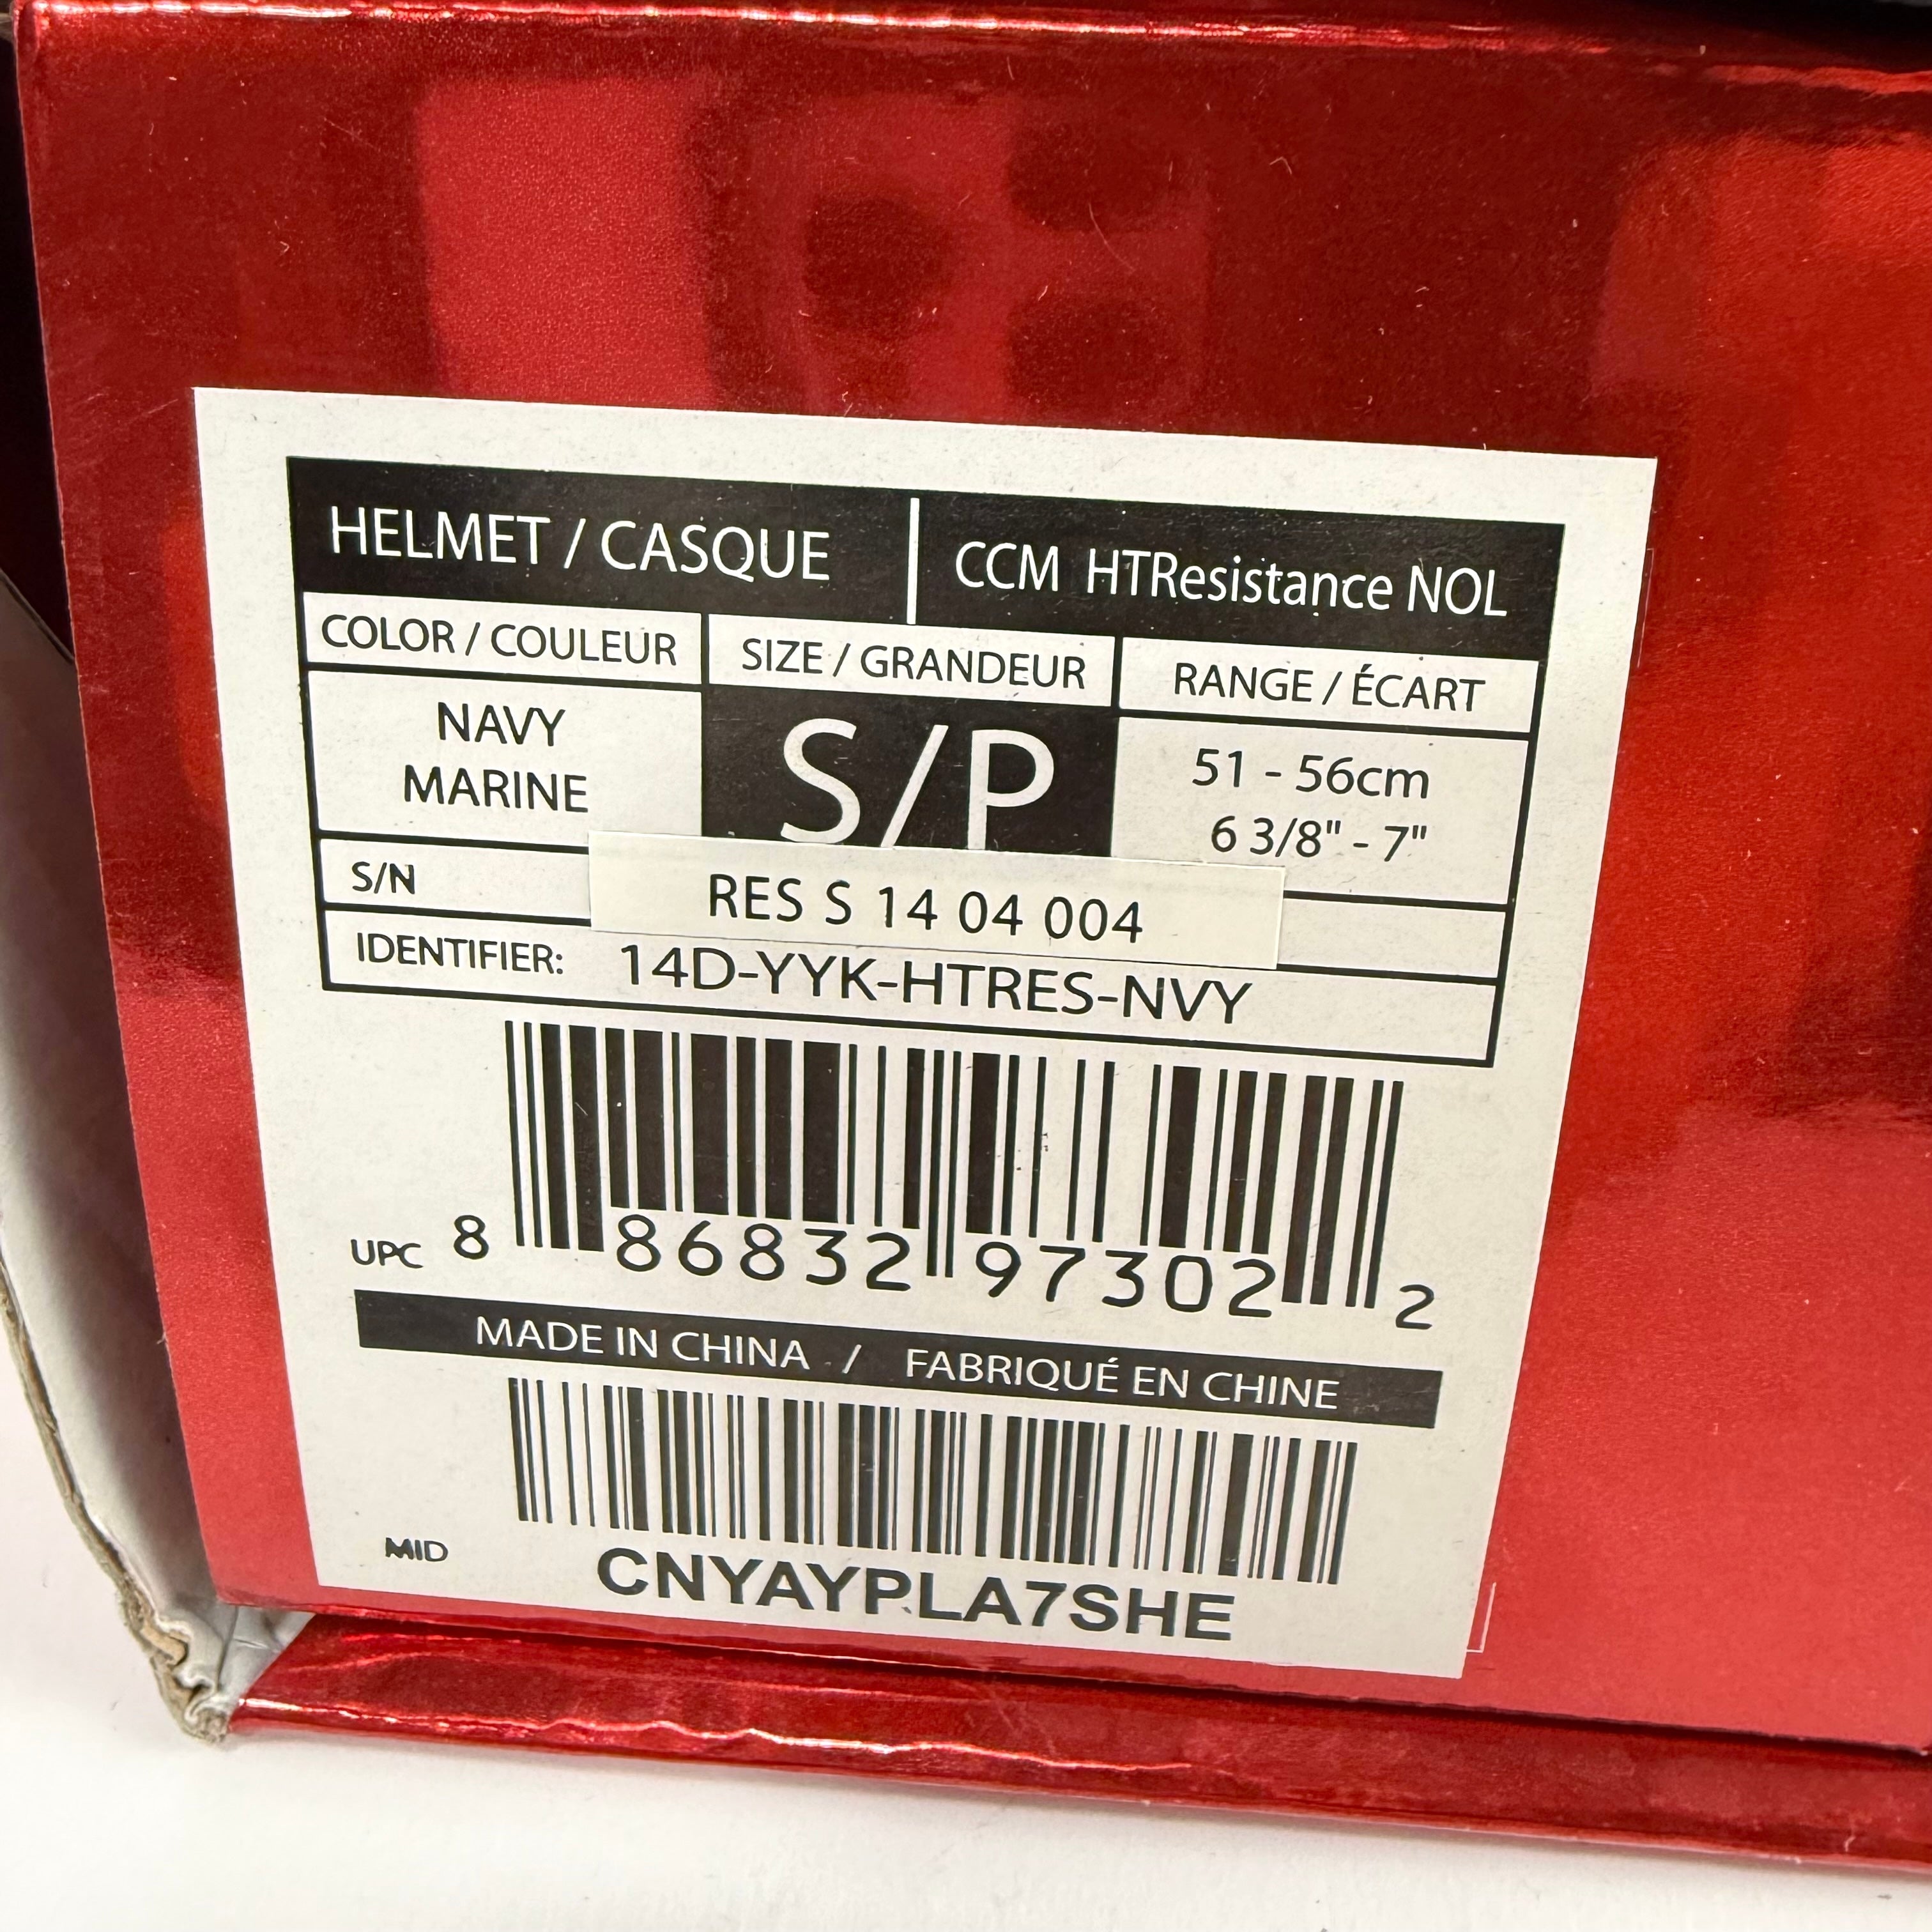 HELMET / CASQUE | CCM HTResistance NOL
COLOR / COULEUR SIZE / GRANDEUR RANGE / ÉCART
NAVY
MARINE
S/P
51 - 56cm
6 3/8" - 7"
S/N RES S 14 04 004
IDENTIFIER: 14D-YYK-HTRES-NVY
UPC 8 86832 97302 2
MADE IN CHINA / FABRIQUÉ EN CHINE
MID CNYAYPLA7SHE